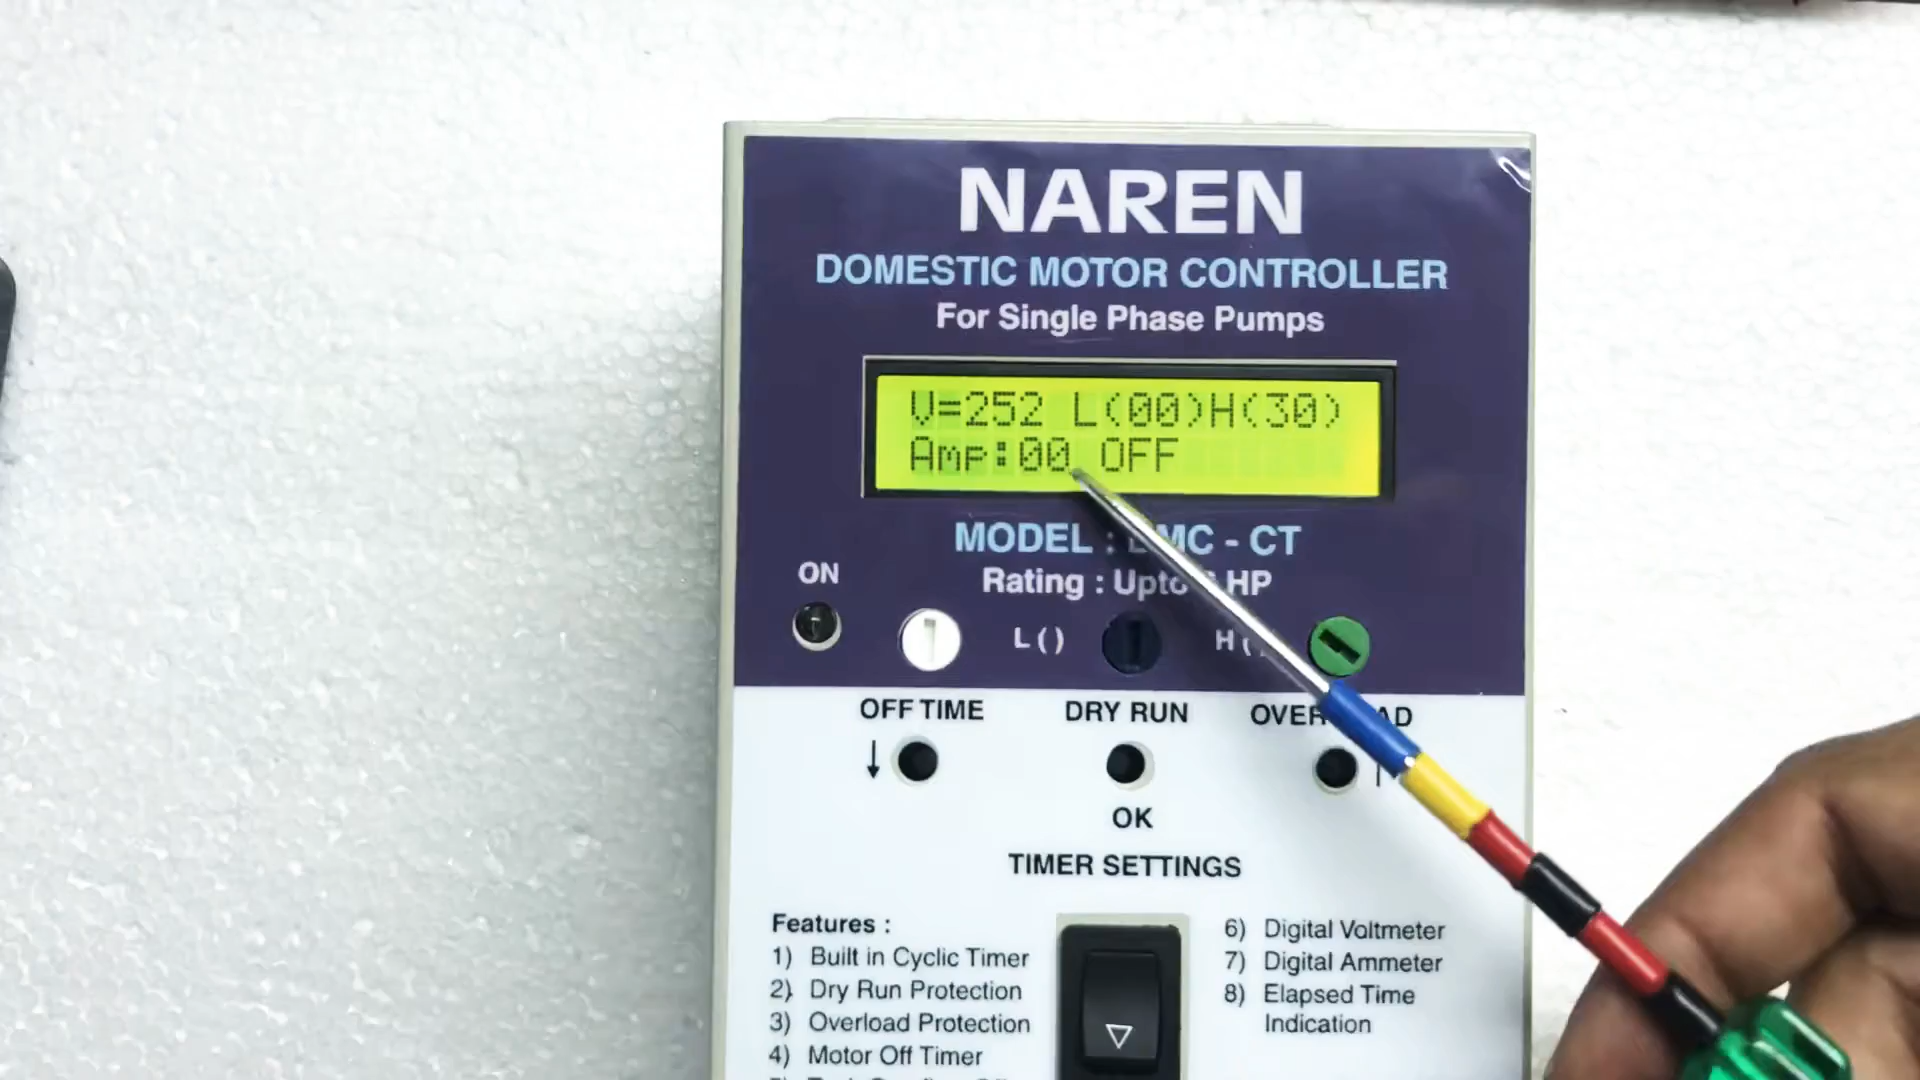 NAREN
DOMESTIC MOTOR CONTROLLER
For Single Phase Pumps
V=252 L(00)H(30)
Amp:00 OFF
MODEL : MC - CT
Rating : Upto HP
ON
L ( ) H (
OFF TIME DRY RUN
↓
OK
TIMER SETTINGS
Features :
1) Built in Cyclic Timer
2) Dry Run Protection
3) Overload Protection
4) Motor Off Timer
6) Digital Voltmeter
7) Digital Ammeter
8) Elapsed Time
Indication